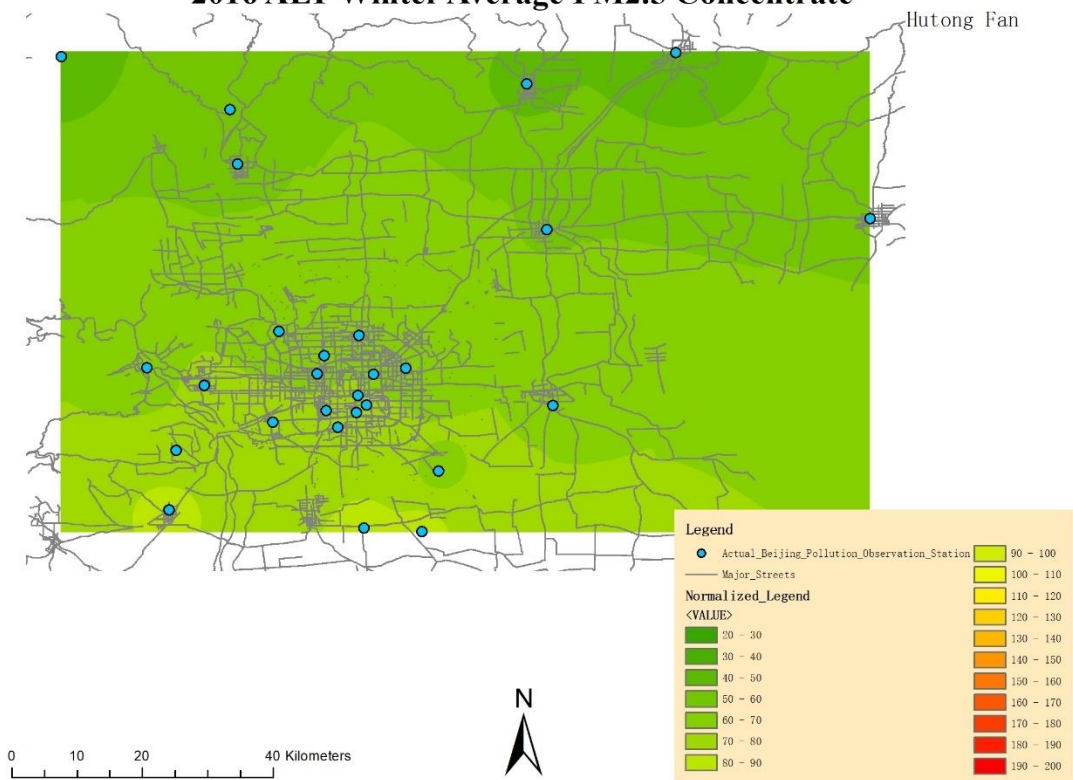 2016 Winter Average PM2.5 Concentrate
Hutong Fan
Legend
Actual_Beijing_Pollution_Observation_Station
Major_Streets
Normalized_Legend
<VALUE>
20 - 30
30 - 40
40 - 50
50 - 60
60 - 70
70 - 80
80 - 90
90 - 100
100 - 110
110 - 120
120 - 130
130 - 140
140 - 150
150 - 160
160 - 170
170 - 180
180 - 190
190 - 200
N
0 10 20 40 Kilometers